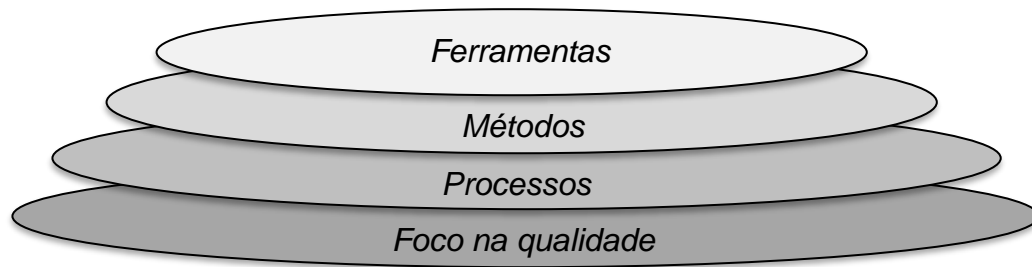 Ferramentas
Métodos
Processos
Foco na qualidade